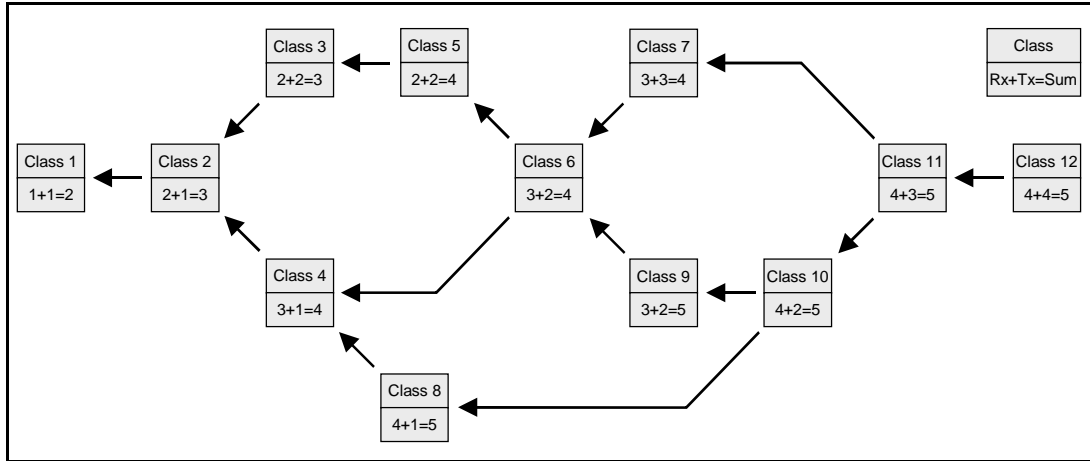 Class 3
2+2=3
Class 5
2+2=4
Class 7
3+3=4
Class
Rx+Tx=Sum
Class 1
1+1=2
Class 2
2+1=3
Class 6
3+2=4
Class 11
4+3=5
Class 12
4+4=5
Class 4
3+1=4
Class 9
3+2=5
Class 10
4+2=5
Class 8
4+1=5